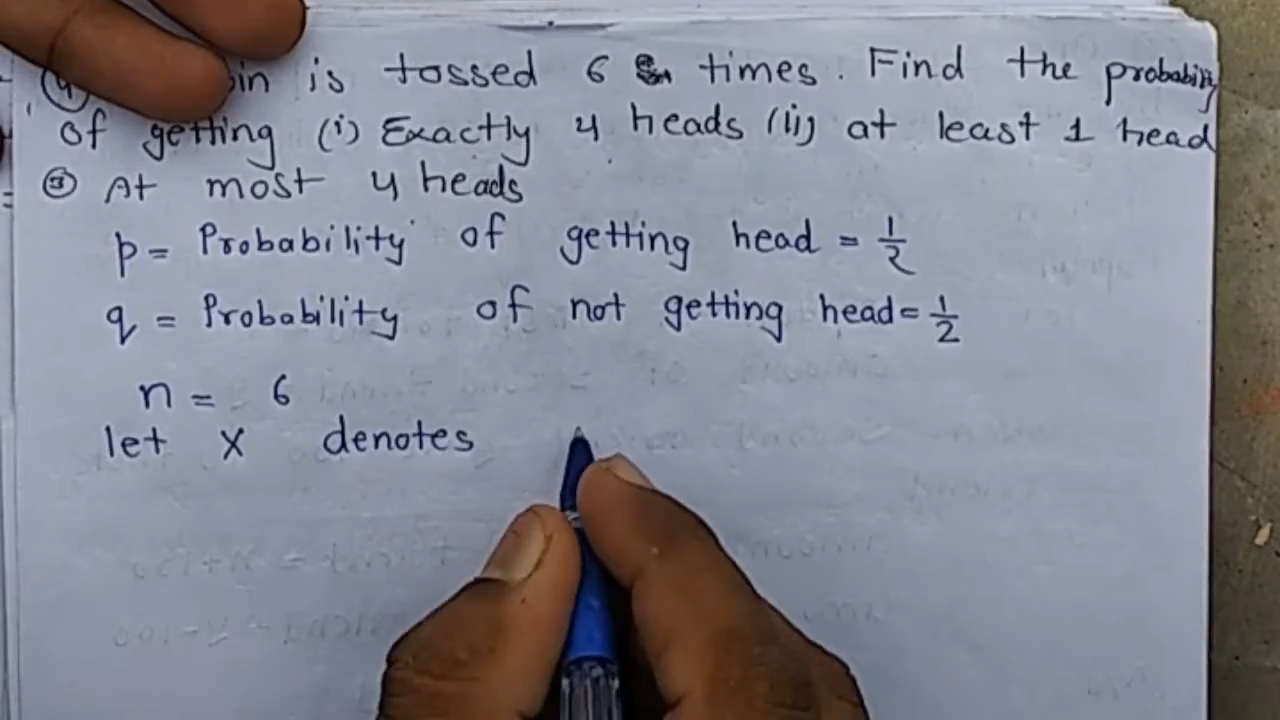 is tossed 6 times. Find the probability
of getting (i) Exactly 4 heads (ii) at least 1 head
③ At most 4 heads
p = Probability of getting head = 1/2
q = Probability of not getting head = 1/2
n = 6
let X denotes